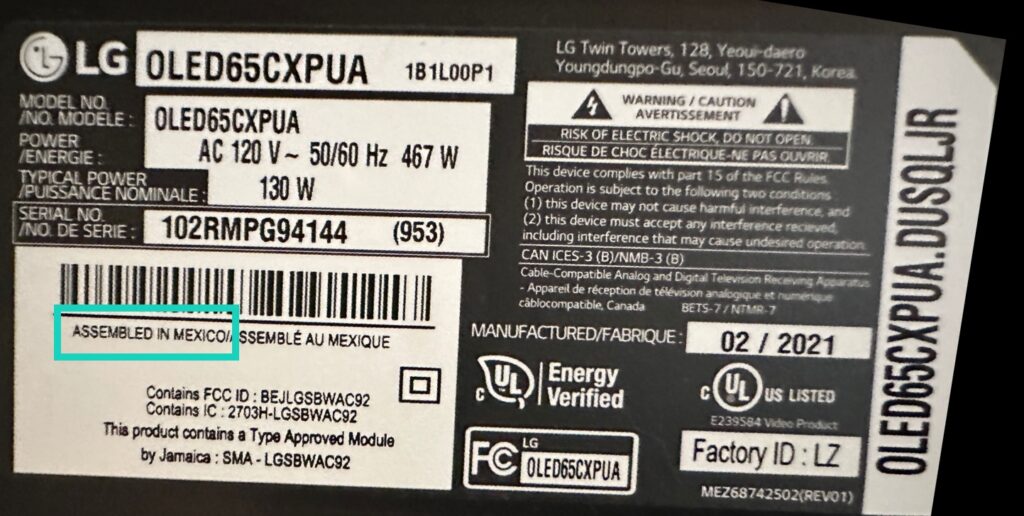 LG OLED65CXPUA 1B1L00P1
MODEL NO.
/NO. MODELE : OLED65CXPUA
POWER
/ENERGIE : AC 120 V~ 50/60 Hz 467 W
TYPICAL POWER
/PUISSANCE NOMINALE : 130 W
SERIAL NO.
/NO. DE SERIE : 102RMPG94144 (953)
ASSEMBLED IN MEXICO/ASSEMBLÉ AU MEXIQUE
Contains FCC ID : BEJLGSBWAC92
Contains IC : 2703H-LGSBWAC92
This product contains a Type Approved Module
by Jamaica : SMA - LGSBWAC92
LG Twin Towers, 128, Yeoui-daero
Youngdungpo-Gu, Seoul, 150-721, Korea
WARNING / CAUTION
AVERTISSEMENT
RISK OF ELECTRIC SHOCK, DO NOT OPEN.
RISQUE DE CHOC ÉLECTRIQUE-NE PAS OUVRIR.
This device complies with part 15 of the FCC Rules.
Operation is subject to the following two conditions
(1) this device may not cause harmful interference, and
(2) this device must accept any interference recieved,
including interference that may cause undesired operation.
CAN ICES-3 (B)/NMB-3 (B)
Cable-Compatible Analog and Digital Television Receiving Apparatus
- Appareil de réception de télévision analogique et numérique
câblocompatible, Canada BETS-7 / NTMR-7
MANUFACTURED/FABRIQUE : 02 / 2021
C UL Energy
Verified
C UL US LISTED
E239584 Video Product
FC LG
OLED65CXPUA
Factory ID : LZ
MEZ68742502(REV01)
OLED65CXPUA.DUSQLJR